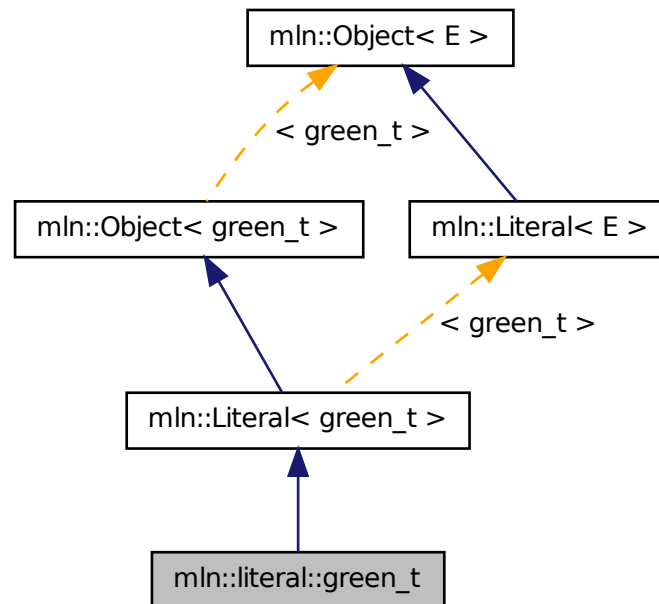 mln::Object< E >
< green_t >
mln::Object< green_t >
mln::Literal< E >
< green_t >
mln::Literal< green_t >
mln::literal::green_t